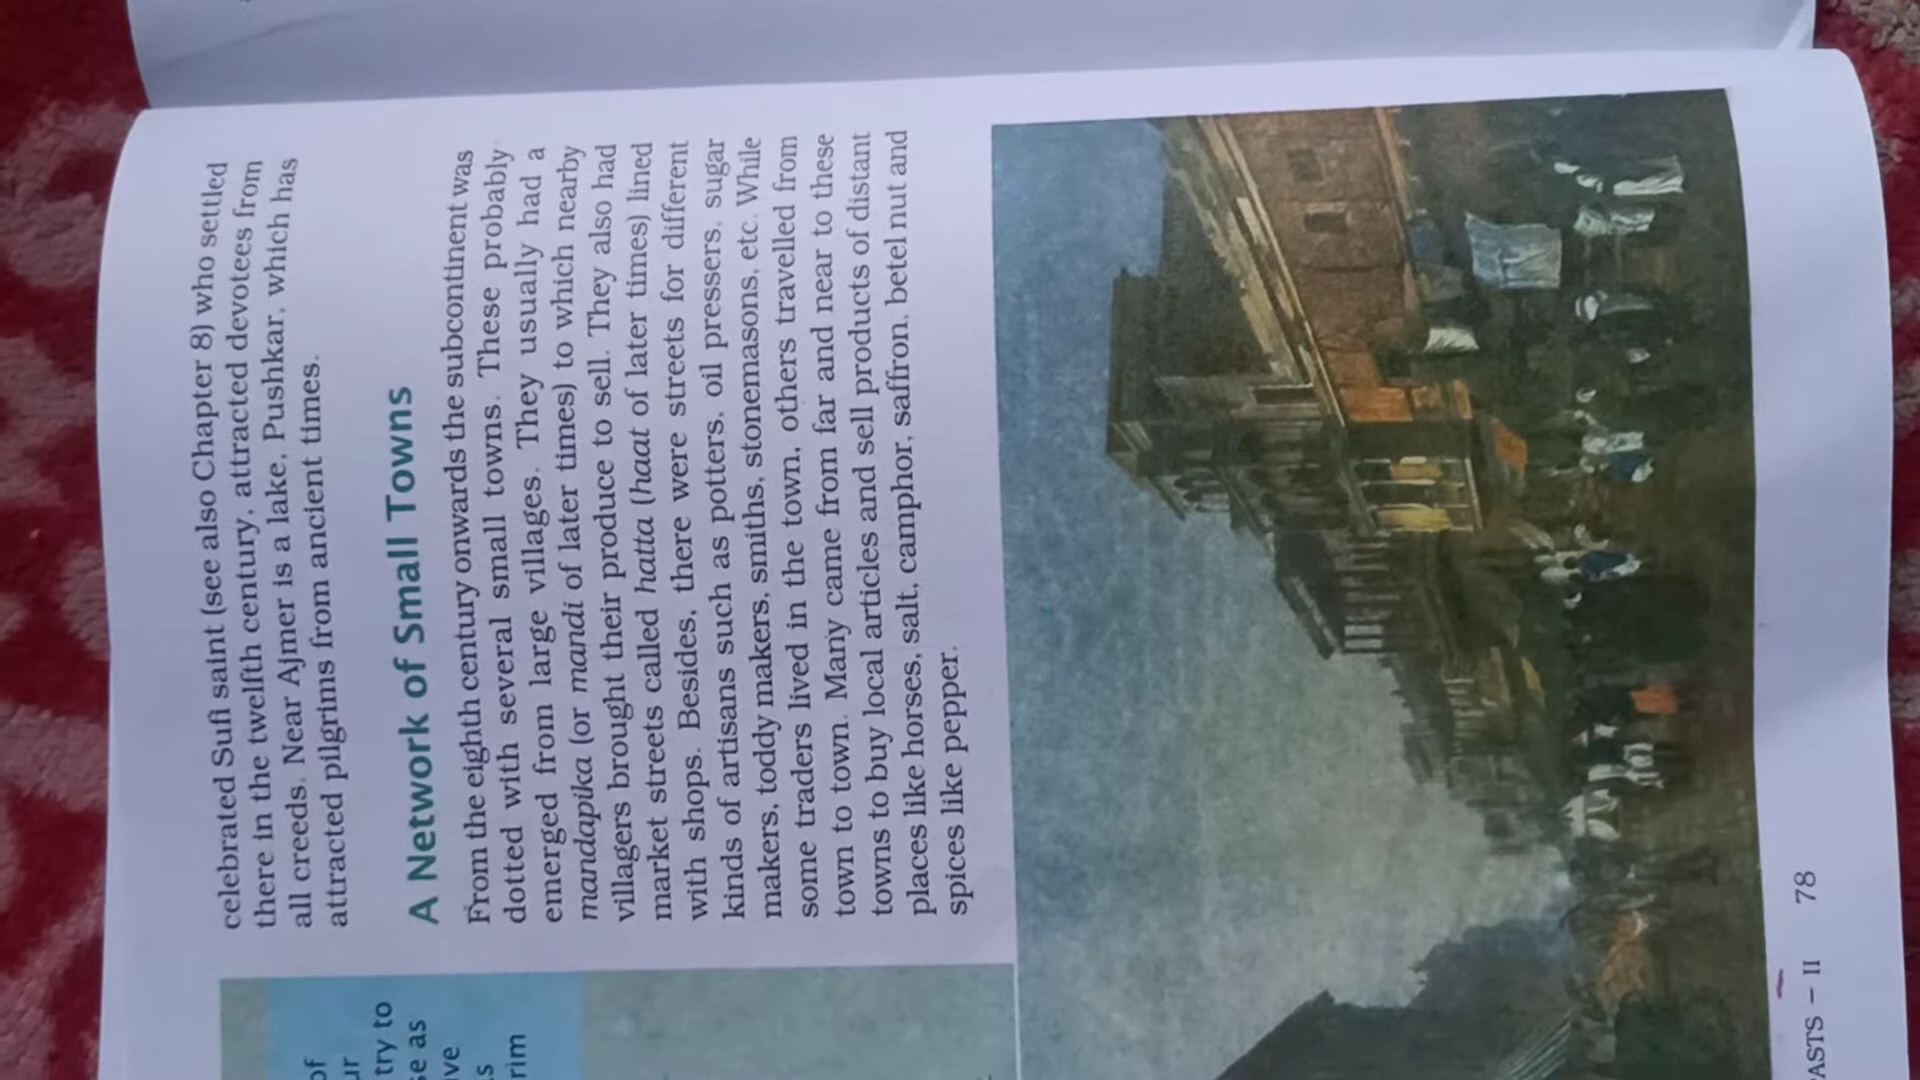 celebrated Sufi saint (see also Chapter 8) who settled
there in the twelfth century, attracted devotees from
all creeds. Near Ajmer is a lake, Pushkar, which has
attracted pilgrims from ancient times.
A Network of Small Towns
From the eighth century onwards the subcontinent was
dotted with several small towns. These probably
emerged from large villages. They usually had a
mandapika (or mandi of later times) to which nearby
villagers brought their produce to sell. They also had
market streets called hatta (haat of later times) lined
with shops. Besides, there were streets for different
kinds of artisans such as potters, oil pressers, sugar
makers, toddy makers, smiths, stonemasons, etc. While
some traders lived in the town, others travelled from
town to town. Many came from far and near to these
towns to buy local articles and sell products of distant
places like horses, salt, camphor, saffron, betel nut and
spices like pepper.
of
ur
try to
se as
ve
s
rim
ASTS – II 78